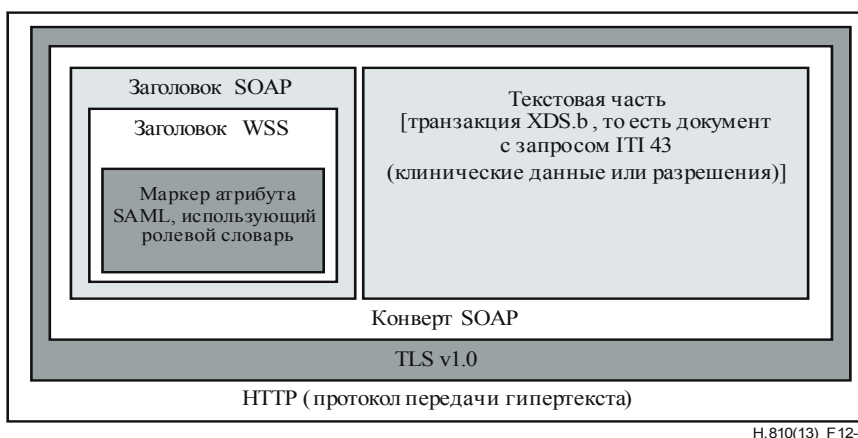 Заголовок SOAP
Заголовок WSS
Маркер атрибута
SAML, использующий
ролевой словарь
Текстовая часть
[транзакция XDS.b , то есть документ
с запросом ITI 43
(клинические данные или разрешения)]
Конверт SOAP
TLS v1.0
HTTP ( протокол передачи гипертекста)
H.810(13)_F12-